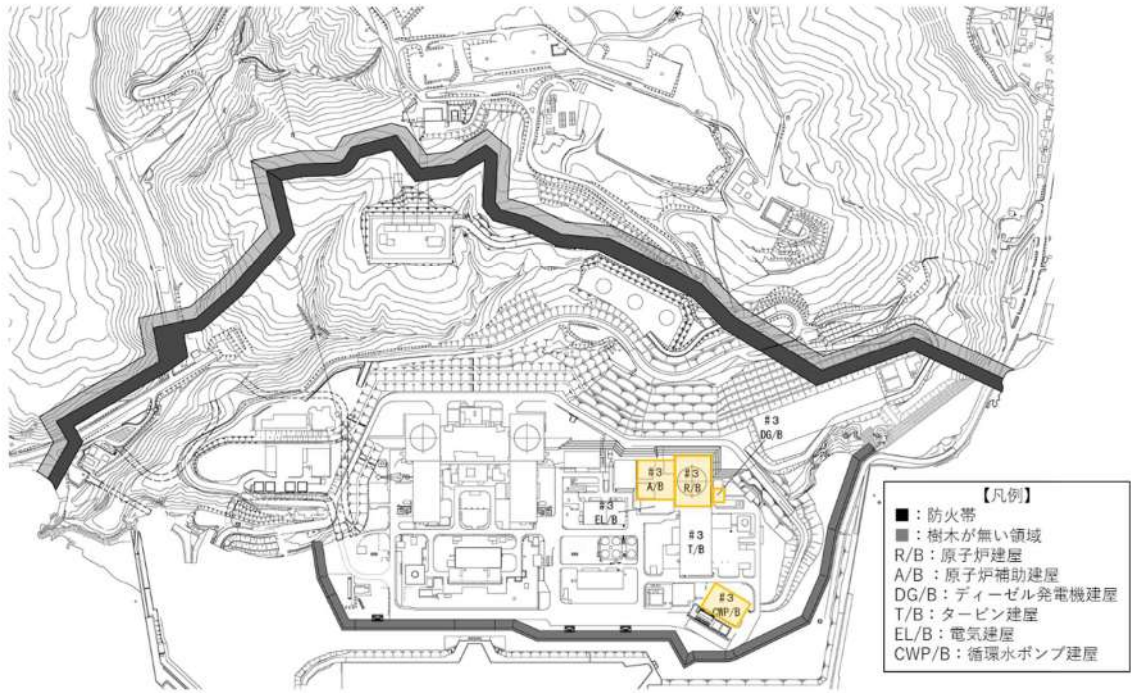 #3
DG/B
#3
A/B
#3
R/B
#3
EL/B
#3
T/B
#3
CWP/B
【凡例】
■：防火帯
■：樹木が無い領域
R/B：原子炉建屋
A/B：原子炉補助建屋
DG/B：ディーゼル発電機建屋
T/B：タービン建屋
EL/B：電気建屋
CWP/B：循環水ポンプ建屋